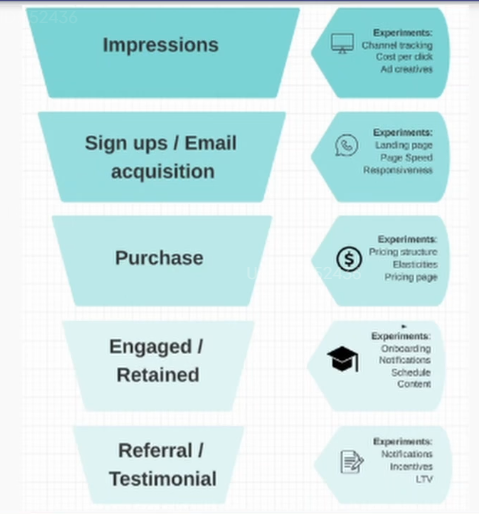 Impressions
Experiments:
Channel tracking
Cost per click
Ad creatives
Sign ups / Email
acquisition
Experiments:
Landing page
Page Speed
Responsiveness
Purchase
Experiments:
Pricing structure
Elasticities
Pricing page
Engaged /
Retained
Experiments:
Onboarding
Notifications
Schedule
Content
Referral /
Testimonial
Experiments:
Notifications
Incentives
LTV